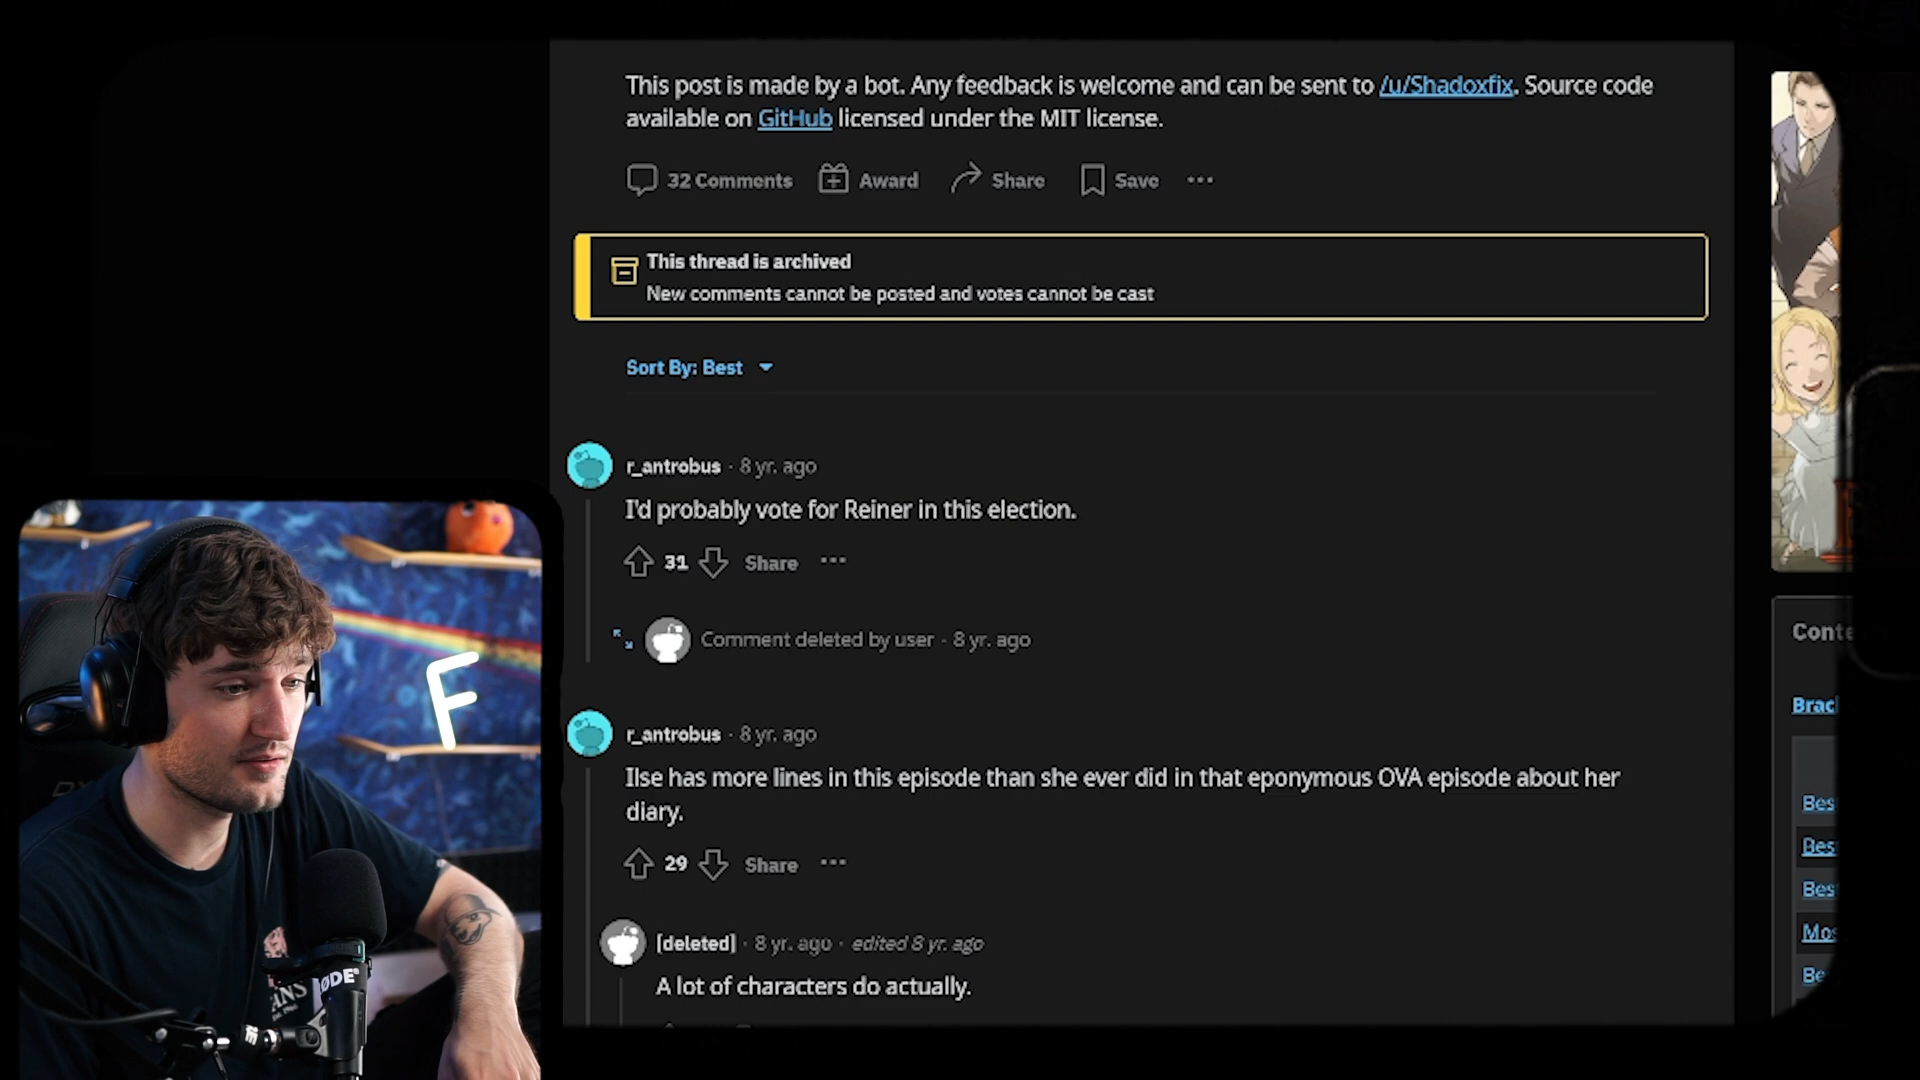 This post is made by a bot. Any feedback is welcome and can be sent to /u/Shadoxfix. Source code
available on GitHub licensed under the MIT license.
32 Comments Award Share Save
This thread is archived
New comments cannot be posted and votes cannot be cast
Sort By: Best
r_antrobus · 8 yr. ago
I'd probably vote for Reiner in this election.
31 Share
Comment deleted by user · 8 yr. ago
r_antrobus · 8 yr. ago
Ilse has more lines in this episode than she ever did in that eponymous OVA episode about her
diary.
29 Share
[deleted] · 8 yr. ago · edited 8 yr. ago
A lot of characters do actually.
F
RØDE